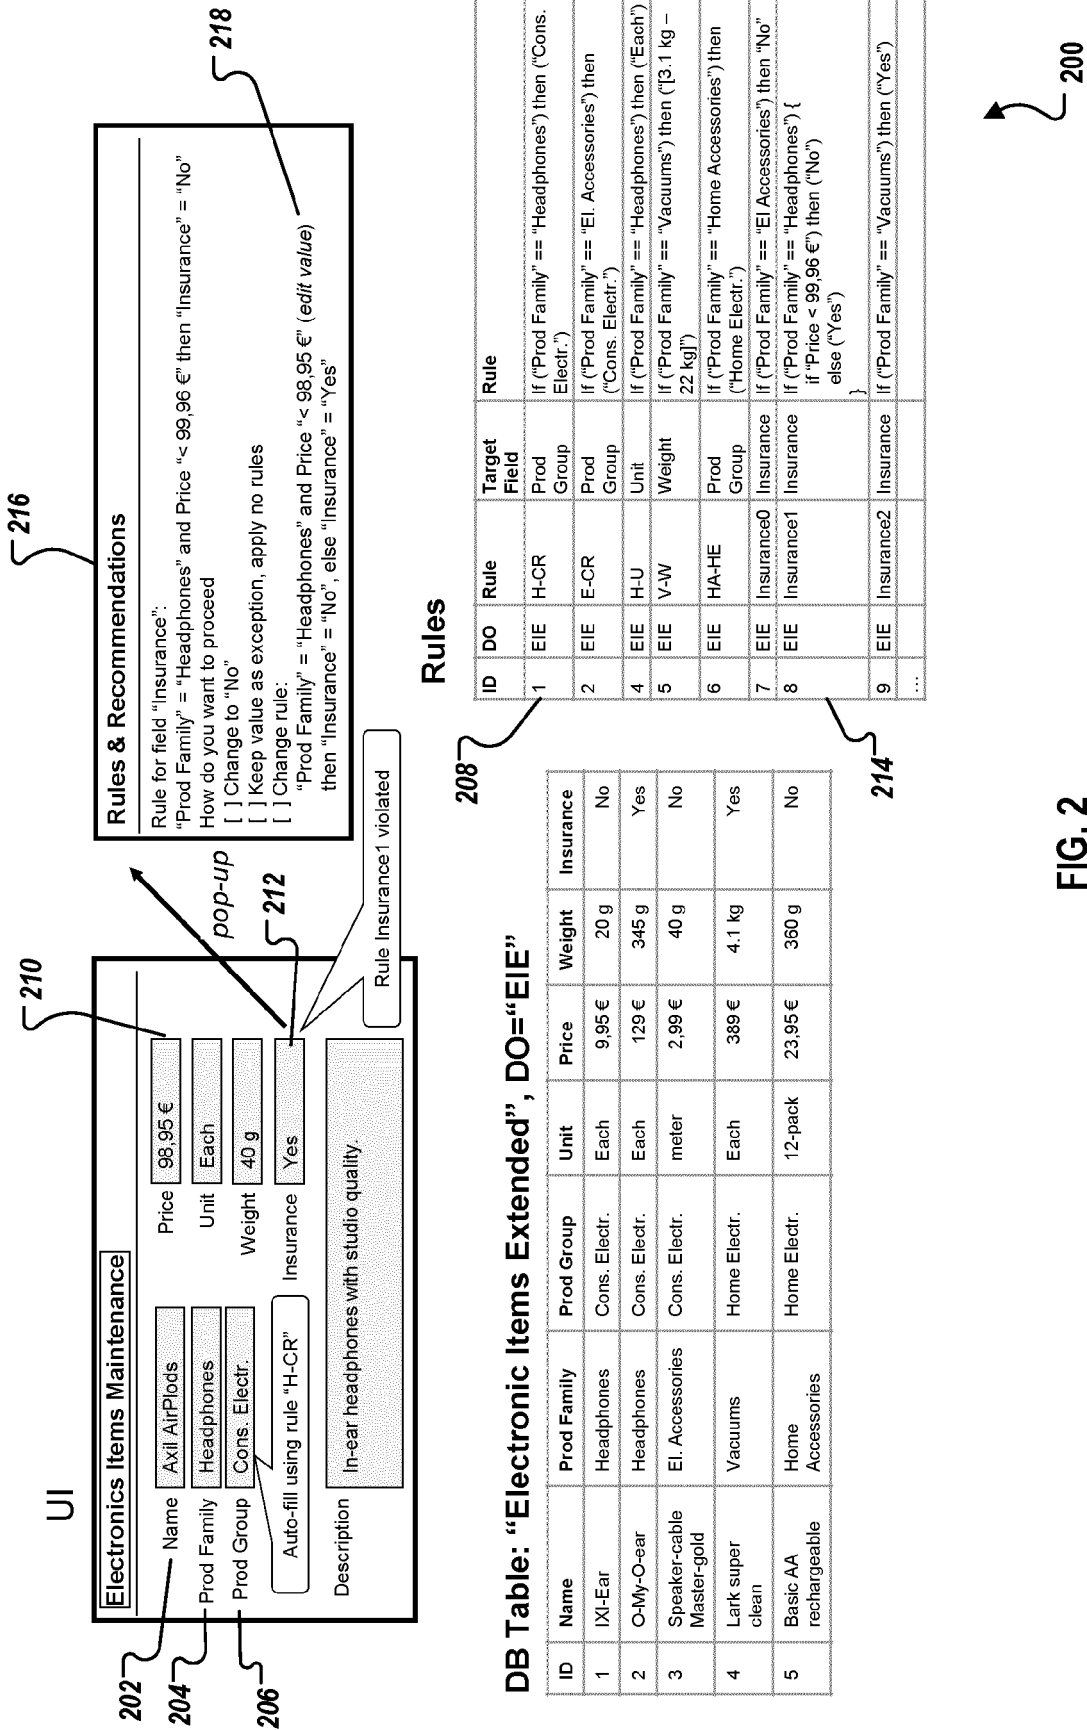 UI
Electronics Items Maintenance
202
Name Axil AirPlods
204
Prod Family Headphones
206
Prod Group Cons. Electr.
Auto-fill using rule “H-CR”
210
Price 98,95 €
Unit Each
Weight 40 g
Insurance Yes
212
Description In-ear headphones with studio quality.
Rule Insurance1 violated
pop-up
216
Rules & Recommendations
Rule for field “Insurance”:
“Prod Family” = “Headphones” and Price “< 99,96 €” then “Insurance” = “No”
How do you want to proceed
[ ] Change to “No”
[ ] Keep value as exception, apply no rules
[ ] Change rule:
“Prod Family” = “Headphones” and Price “< 98,95 €” (edit value)
then “Insurance” = “No”, else “Insurance” = “Yes”
218
DB Table: “Electronic Items Extended”, DO=“EIE”
ID Name Prod Family Prod Group Unit Price Weight Insurance
1 IXI-Ear Headphones Cons. Electr. Each 9,95 € 20 g No
2 O-My-O-ear Headphones Cons. Electr. Each 129 € 345 g Yes
3 Speaker-cable El. Accessories Cons. Electr. meter 2,99 € 40 g No
Master-gold
4 Lark super Vacuums Home Electr. Each 389 € 4.1 kg Yes
clean
5 Basic AA Home Home Electr. 12-pack 23,95 € 360 g No
rechargeable Accessories
Rules
208
214
ID DO Rule Target Rule
Field
1 EIE H-CR Prod If (“Prod Family” == “Headphones”) then (“Cons.
Group Electr.”)
2 EIE E-CR Prod If (“Prod Family” == “El. Accessories”) then
Group (“Cons. Electr.”)
4 EIE H-U Unit If (“Prod Family” == “Headphones”) then (“Each”)
5 EIE V-W Weight If (“Prod Family” == “Vacuums”) then (“[3.1 kg –
22 kg]”)
6 EIE HA-HE Prod If (“Prod Family” == “Home Accessories”) then
Group (“Home Electr.”)
7 EIE Insurance0 Insurance If (“Prod Family” == “El Accessories”) then “No”
8 EIE Insurance1 Insurance If (“Prod Family” == “Headphones”) {
if “Price < 99,96 €”) then (“No”)
else (“Yes”)
}
9 EIE Insurance2 Insurance If (“Prod Family” == “Vacuums”) then (“Yes”)
...
200
FIG. 2